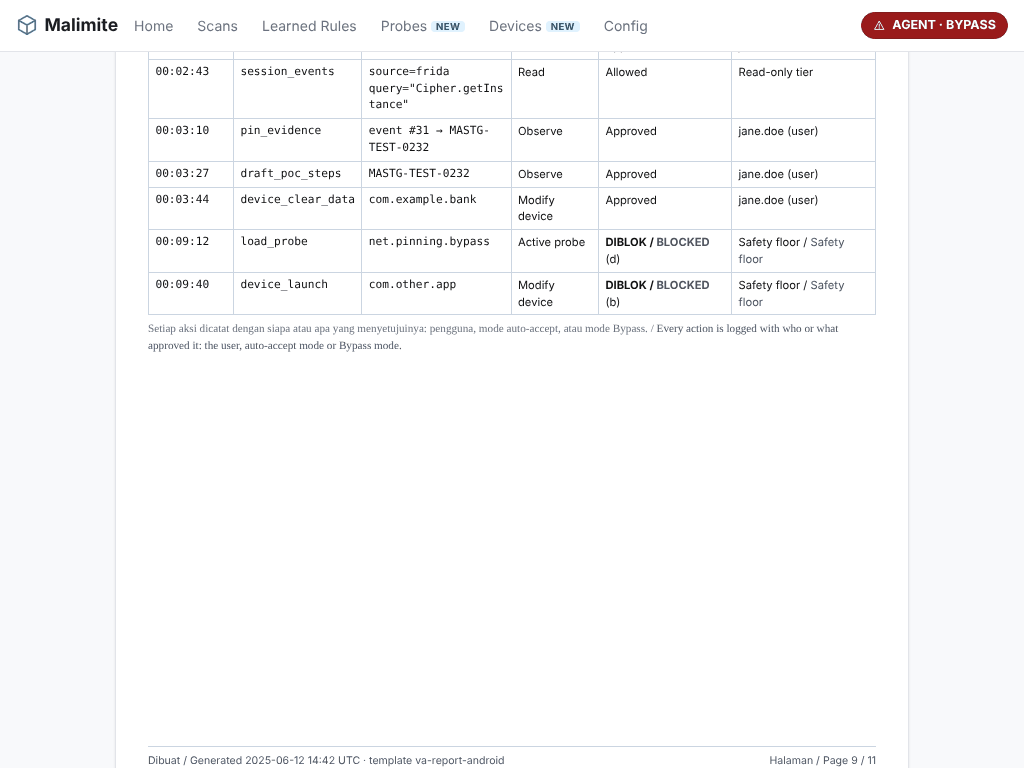 Malimite Home Scans Learned Rules Probes NEW Devices NEW Config AGENT · BYPASS
00:02:43 session_events source=frida Read Allowed Read-only tier
query="Cipher.getIns
tance"
00:03:10 pin_evidence event #31 → MASTG- Observe Approved jane.doe (user)
TEST-0232
00:03:27 draft_poc_steps MASTG-TEST-0232 Observe Approved jane.doe (user)
00:03:44 device_clear_data com.example.bank Modify Approved jane.doe (user)
device
00:09:12 load_probe net.pinning.bypass Active probe DIBLOK / BLOCKED Safety floor / Safety
(d) floor
00:09:40 device_launch com.other.app Modify DIBLOK / BLOCKED Safety floor / Safety
device (b) floor
Setiap aksi dicatat dengan siapa atau apa yang menyetujuinya: pengguna, mode auto-accept, atau mode Bypass. / Every action is logged with who or what
approved it: the user, auto-accept mode or Bypass mode.
Dibuat / Generated 2025-06-12 14:42 UTC · template va-report-android Halaman / Page 9 / 11